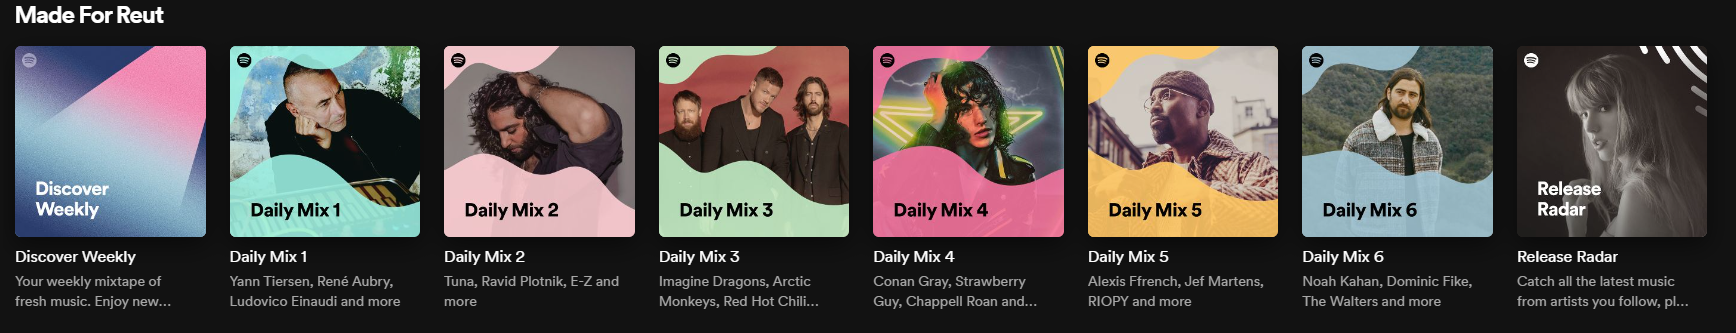 Made For Reut
Discover
Weekly
Daily Mix 1
Daily Mix 2
Daily Mix 3
Daily Mix 4
Daily Mix 5
Daily Mix 6
Release
Radar
Discover Weekly
Your weekly mixtape of
fresh music. Enjoy new...
Daily Mix 1
Yann Tiersen, René Aubry,
Ludovico Einaudi and more
Daily Mix 2
Tuna, Ravid Plotnik, E-Z and
more
Daily Mix 3
Imagine Dragons, Arctic
Monkeys, Red Hot Chili...
Daily Mix 4
Conan Gray, Strawberry
Guy, Chappell Roan and...
Daily Mix 5
Alexis Ffrench, Jef Martens,
RIOPY and more
Daily Mix 6
Noah Kahan, Dominic Fike,
The Walters and more
Release Radar
Catch all the latest music
from artists you follow, pl...